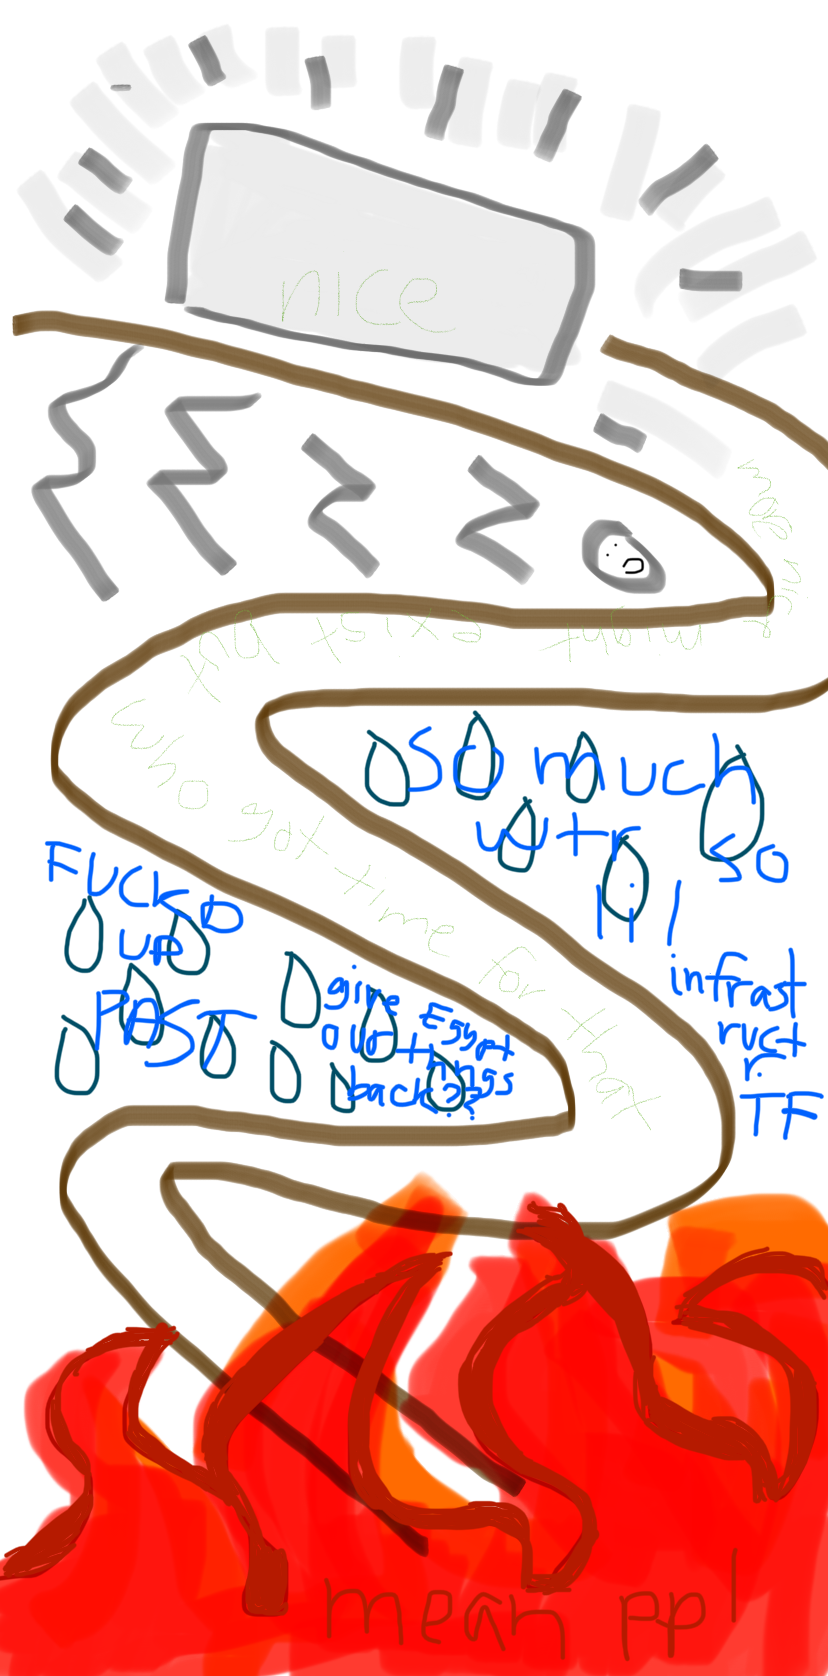 nice
more nice
might exist but
who got time for that
so much
wtr so
lil
infrast
ruct
r.
TF
FUCKD
UP
PAST
give Egypt
our things
back??
mean ppl